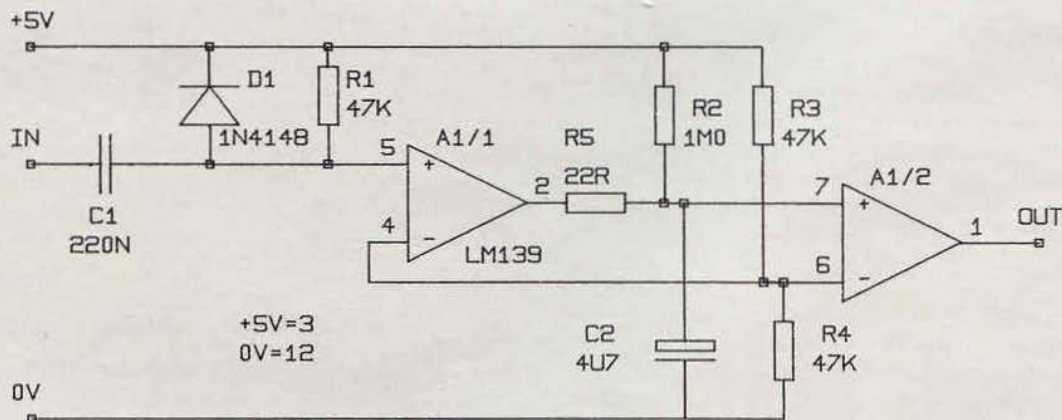 +5V
D1
R1
47K
R2
1M0
R3
47K
IN
1N4148
5
+
A1/1
R5
22R
2
7
+
A1/2
C1
220N
4
-
LM139
1
OUT
6
-
+5V=3
0V=12
C2
4U7
R4
47K
0V